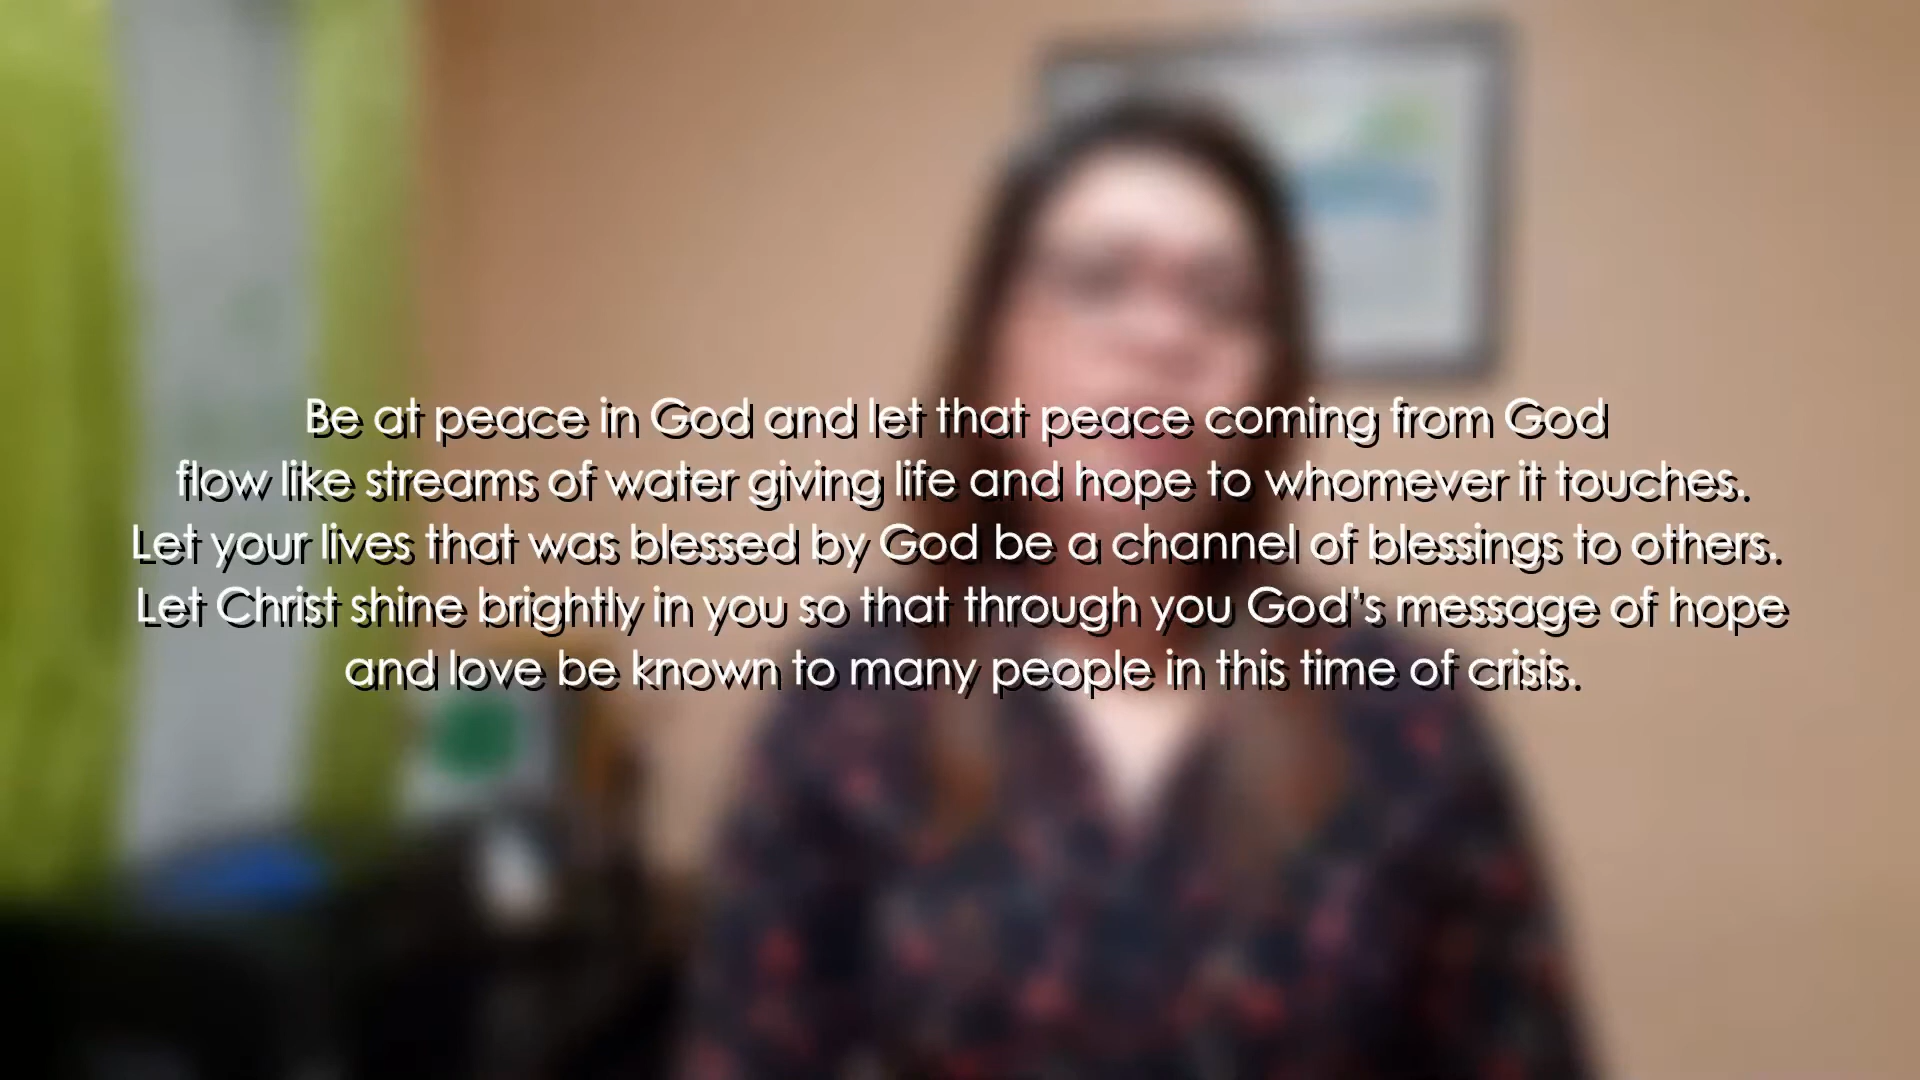 Be at peace in God and let that peace coming from God
flow like streams of water giving life and hope to whomever it touches.
Let your lives that was blessed by God be a channel of blessings to others.
Let Christ shine brightly in you so that through you God's message of hope
and love be known to many people in this time of crisis.